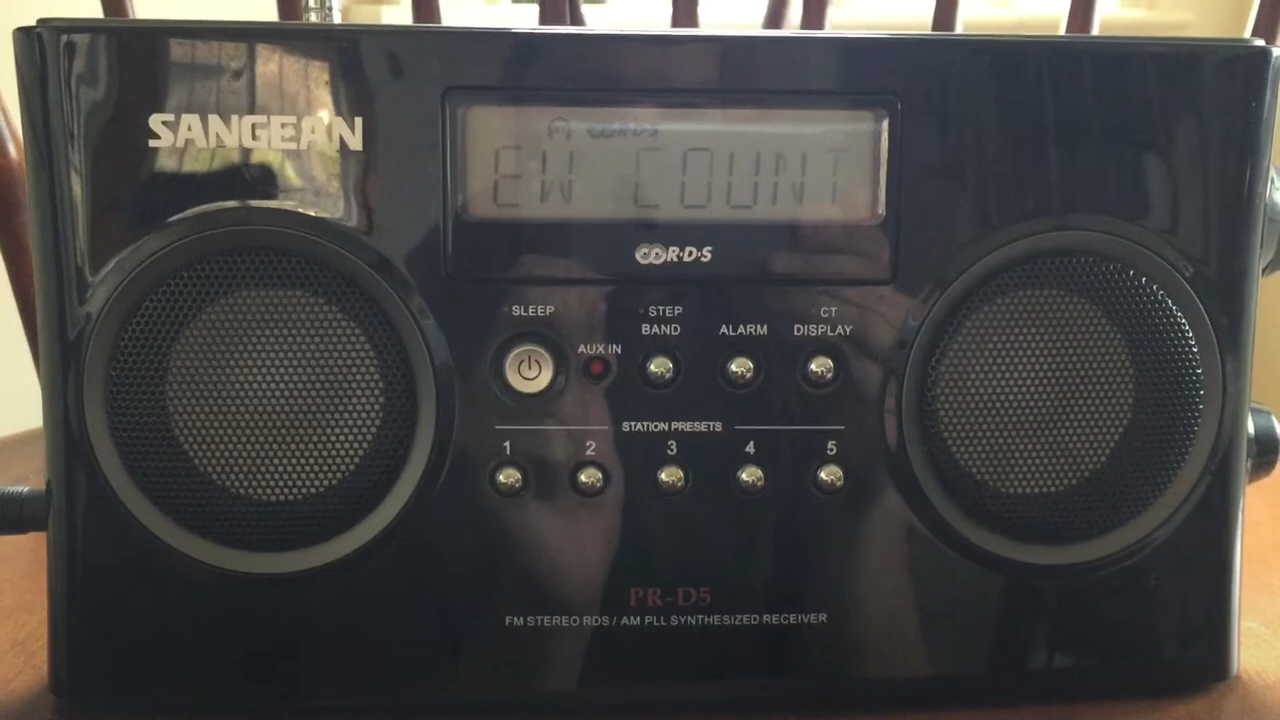 SANGEAN
R·D·S
EW COUNT
R·D·S
SLEEP
STEP
CT
BAND
ALARM
DISPLAY
AUX IN
STATION PRESETS
1 2 3 4 5
PR-D5
FM STEREO RDS / AM PLL SYNTHESIZED RECEIVER